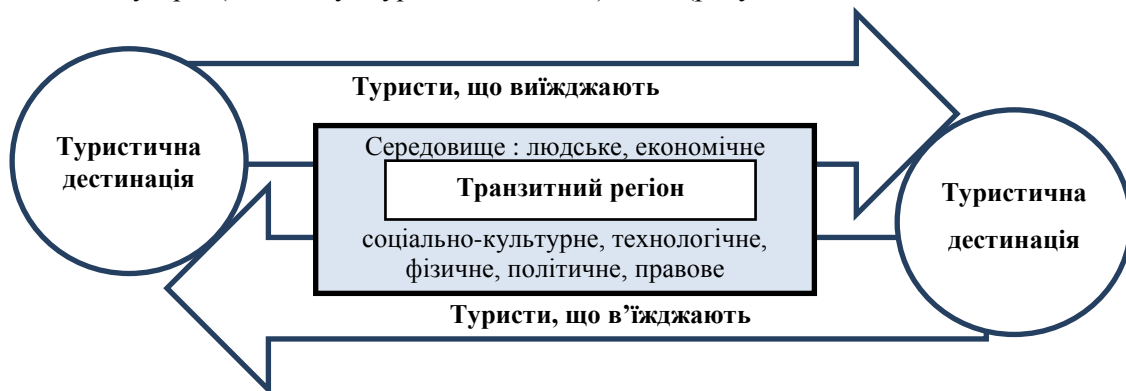 Туристи, що виїжджають
Туристична
дестинація
Середовище : людське, економічне
Транзитний регіон
соціально-культурне, технологічне,
фізичне, політичне, правове
Туристична
дестинація
Туристи, що в’їжджають